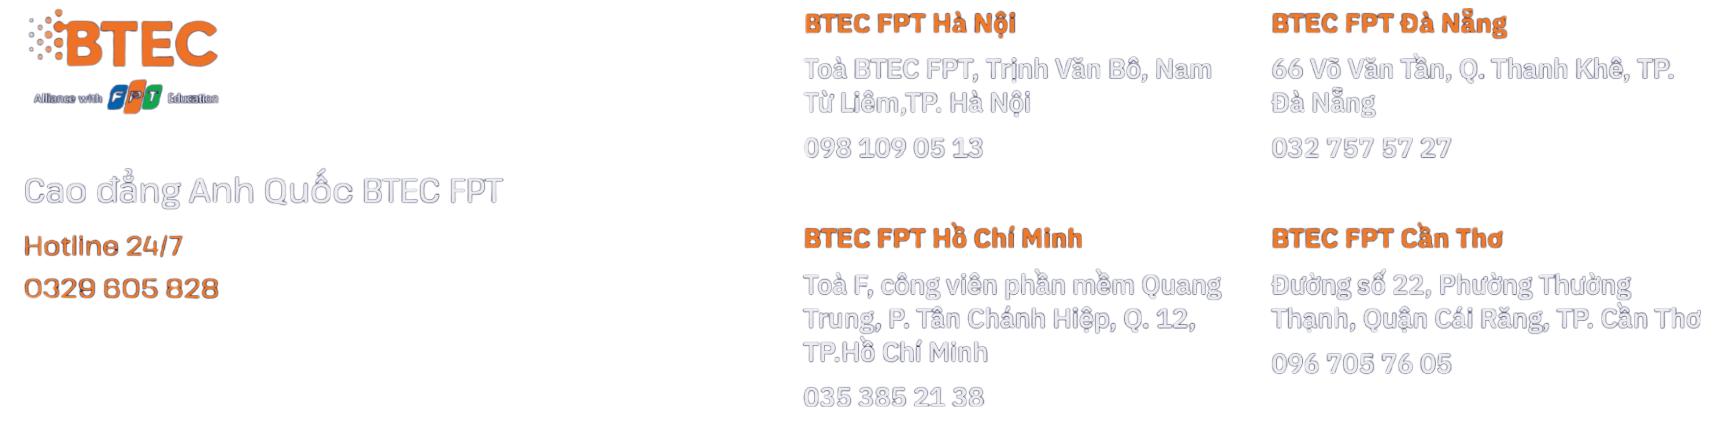 BTEC
Alliance with FPT Education
Cao đẳng Anh Quốc BTEC FPT
Hotline 24/7
0329 605 828
BTEC FPT Hà Nội
Toà BTEC FPT, Trịnh Văn Bô, Nam
Từ Liêm,TP. Hà Nội
098 109 05 13
BTEC FPT Đà Nẵng
66 Võ Văn Tần, Q. Thanh Khê, TP.
Đà Nẵng
032 757 57 27
BTEC FPT Hồ Chí Minh
Toà F, công viên phần mềm Quang
Trung, P. Tân Chánh Hiệp, Q. 12,
TP.Hồ Chí Minh
035 385 21 38
BTEC FPT Cần Thơ
Đường số 22, Phường Thường
Thạnh, Quận Cái Răng, TP. Cần Thơ
096 705 76 05